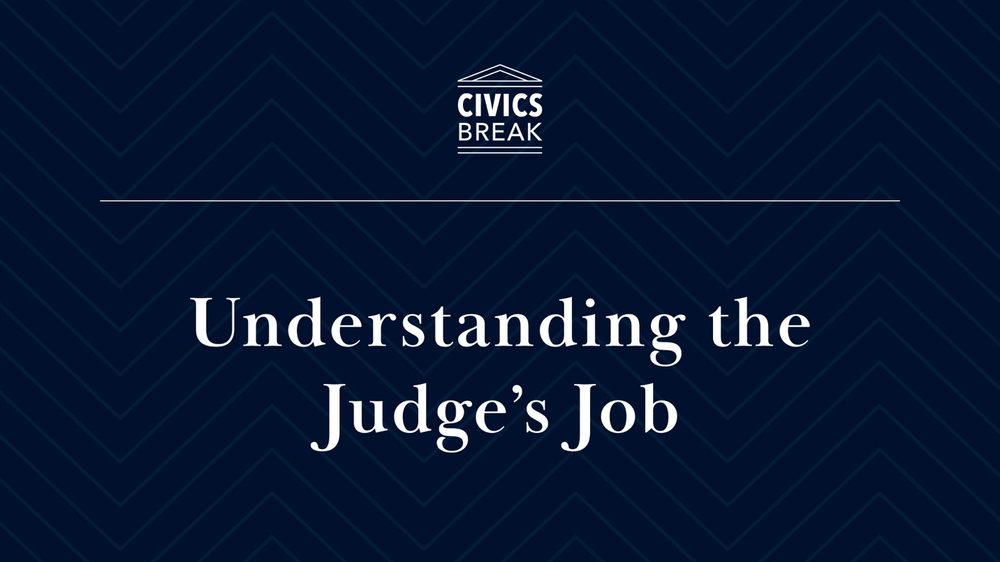 CIVICS
BREAK
Understanding the
Judge’s Job